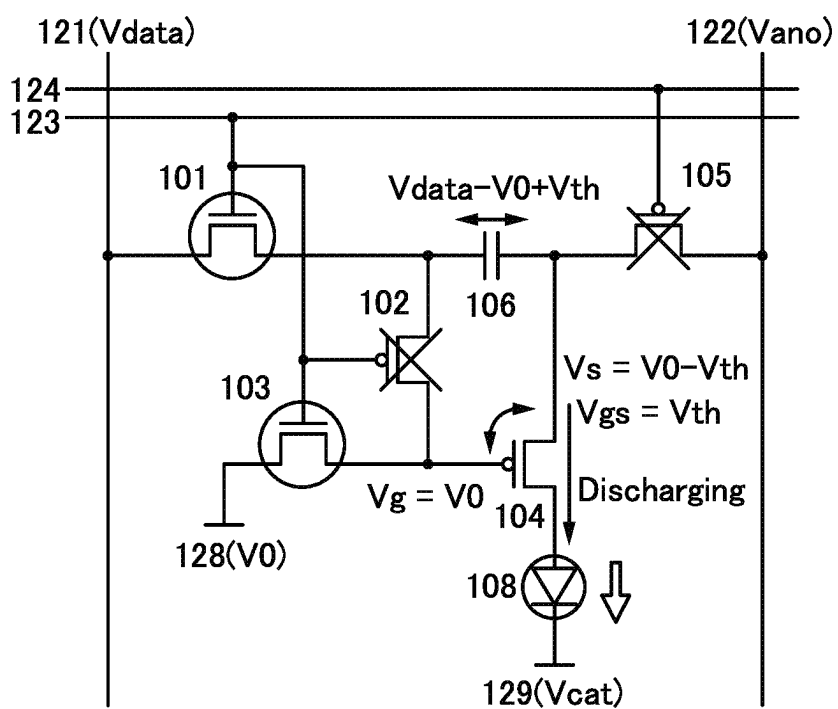 121(Vdata)
122(Vano)
124
123
101
Vdata-V0+Vth
105
102
106
103
Vs = V0-Vth
Vgs = Vth
Vg = V0
104
Discharging
128(V0)
108
129(Vcat)